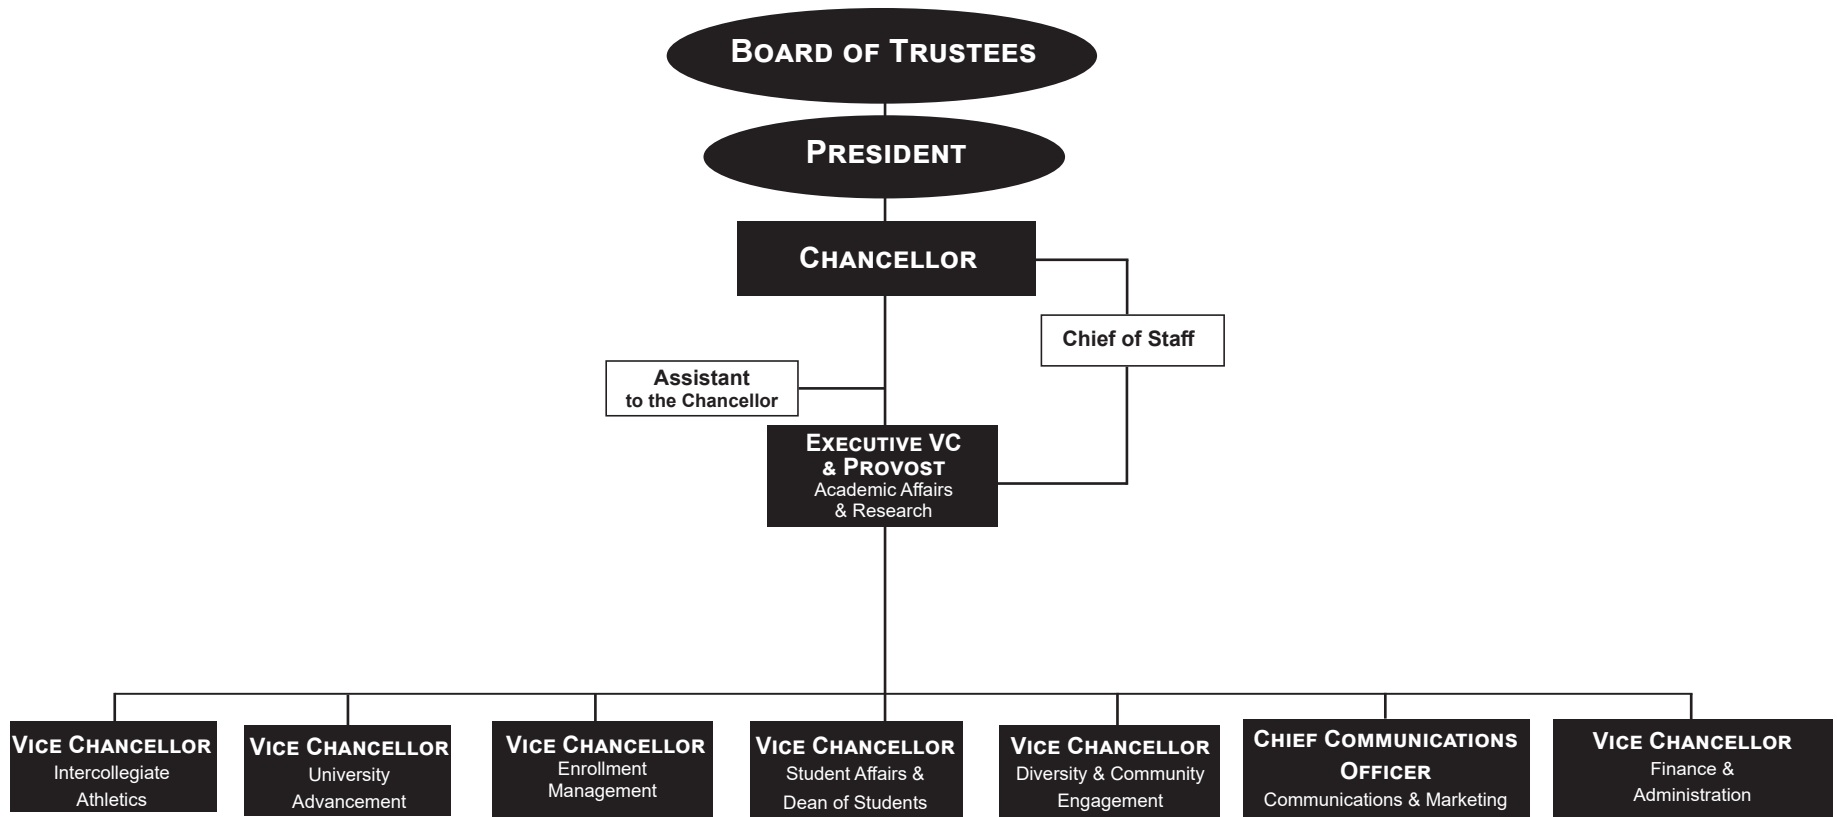 BOARD OF TRUSTEES
PRESIDENT
CHANCELLOR
Chief of Staff
Assistant
to the Chancellor
EXECUTIVE VC
& PROVOST
Academic Affairs
& Research
VICE CHANCELLOR
Intercollegiate
Athletics
VICE CHANCELLOR
University
Advancement
VICE CHANCELLOR
Enrollment
Management
VICE CHANCELLOR
Student Affairs &
Dean of Students
VICE CHANCELLOR
Diversity & Community
Engagement
CHIEF COMMUNICATIONS
OFFICER
Communications & Marketing
VICE CHANCELLOR
Finance &
Administration